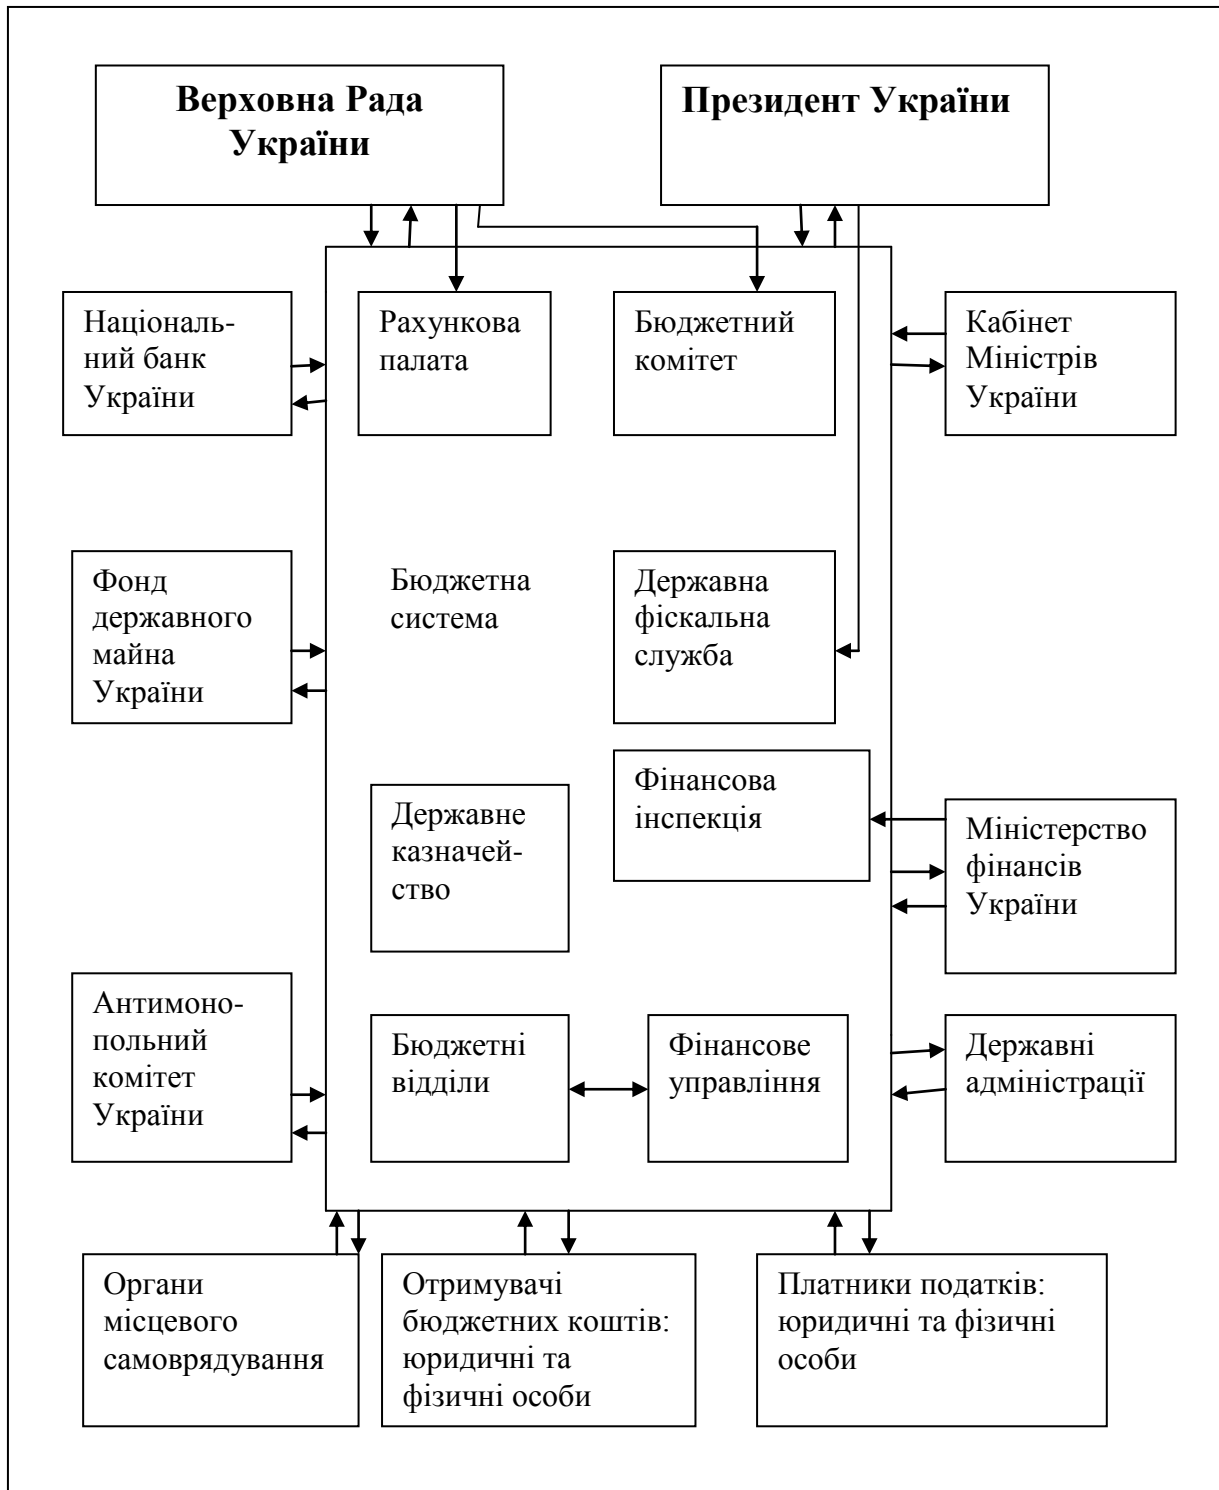 Верховна Рада
України
Президент України
Національ-
ний банк
України
Рахункова
палата
Бюджетний
комітет
Кабінет
Міністрів
України
Фонд
державного
майна
України
Бюджетна
система
Державна
фіскальна
служба
Фінансова
інспекція
Державне
казначей-
ство
Міністерство
фінансів
України
Антимоно-
польний
комітет
України
Бюджетні
відділи
Фінансове
управління
Державні
адміністрації
Органи
місцевого
самоврядування
Отримувачі
бюджетних коштів:
юридичні та
фізичні особи
Платники податків:
юридичні та фізичні
особи